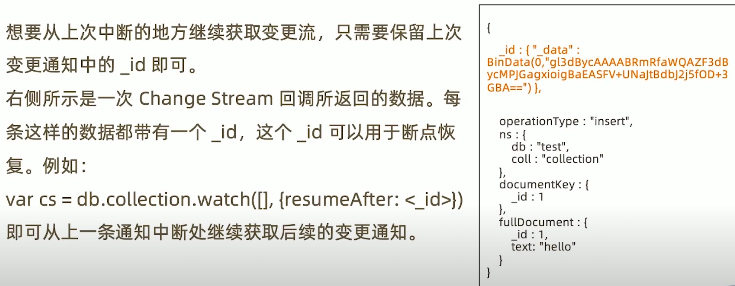 想要从上次中断的地方继续获取变更流，只需要保留上次
变更通知中的 _id 即可。
右侧所示是一次 Change Stream 回调所返回的数据。每
条这样的数据都带有一个 _id，这个 _id 可以用于断点恢
复。例如：
var cs = db.collection.watch([], {resumeAfter: <_id>})
即可从上一条通知中断处继续获取后续的变更通知。
{
_id : { "_data" :
BinData(0,"gl3dBycAAAABRmRfaWQAZF3dB
ycMPJGagxioigBaEASFV+UNaJtBdbJ2j5fOD+3
GBA==") },
operationType : "insert",
ns : {
db : "test",
coll : "collection"
},
documentKey : {
_id : 1
},
fullDocument : {
_id : 1,
text: "hello"
}
}